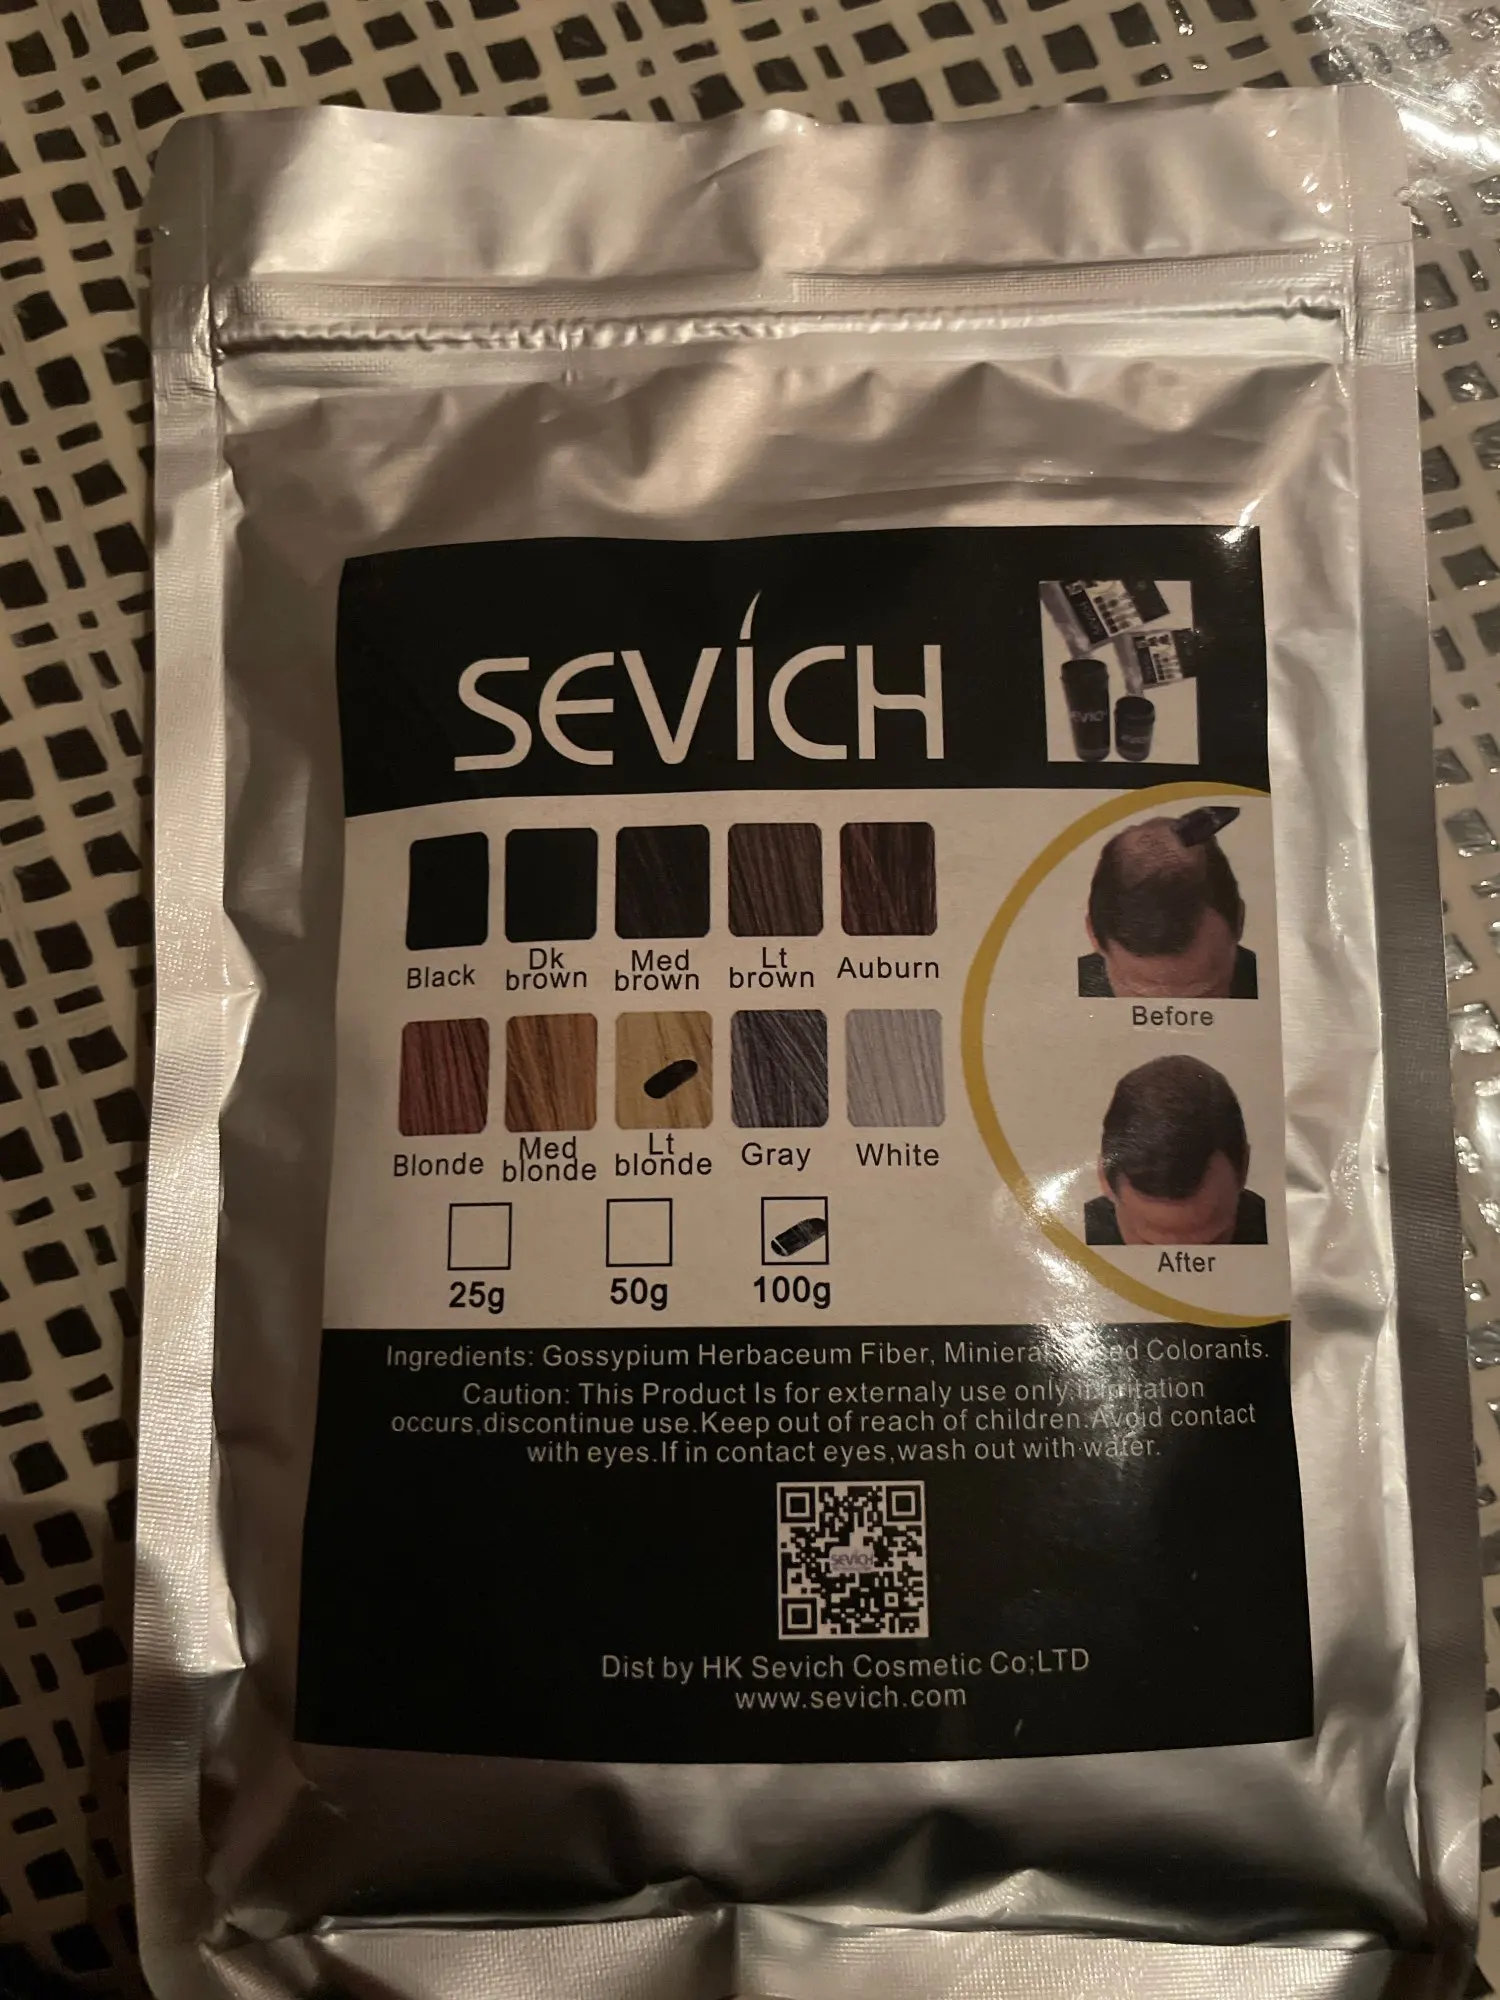 SEVICH
Black
Dk brown
Med brown
Lt brown
Auburn
Before
Blonde
Med blonde
Lt blonde
Gray
White
After
25g
50g
100g
Ingredients: Gossypium Herbaceum Fiber, Colorants.
Caution: This Product Is for externaly use only.If irritation
occurs,discontinue use.Keep out of reach of children.Avoid contact
with eyes.If in contact eyes,wash out with water.
SEVICH
Dist by HK Sevich Cosmetic Co;LTD
www.sevich.com